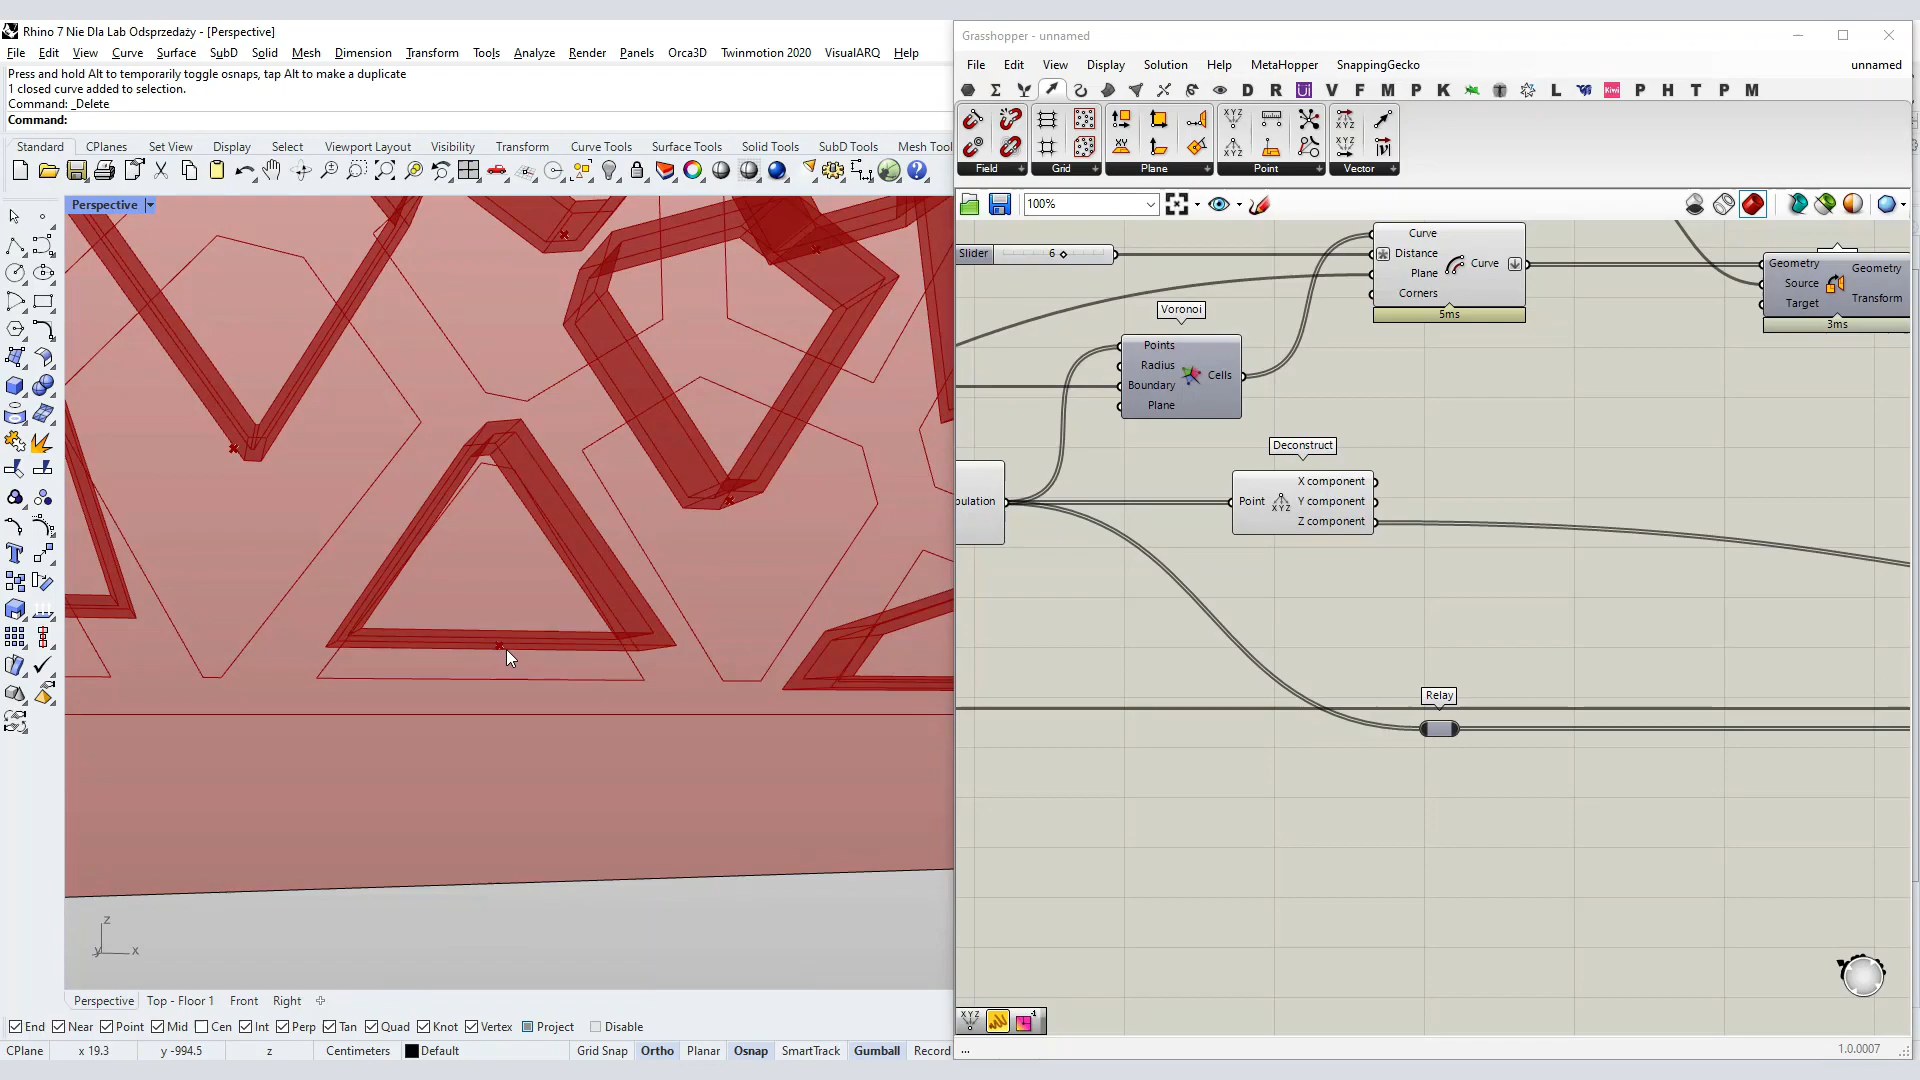 Rhino 7 Nie Dla Lab Odsprzedaży - [Perspective]
File Edit View Curve Surface SubD Solid Mesh Dimension Transform Tools Analyze Render Panels Orca3D Twinmotion 2020 VisualARQ Help
Press and hold Alt to temporarily toggle osnaps, tap Alt to make a duplicate
1 closed curve added to selection.
Command: _Delete
Command:
Standard CPlanes Set View Display Select Viewport Layout Visibility Transform Curve Tools Surface Tools Solid Tools SubD Tools Mesh Tool
Perspective
z
y x
Perspective Top - Floor 1 Front Right
End Near Point Mid Cen Int Perp Tan Quad Knot Vertex Project Disable
CPlane x 19.3 y -994.5 z Centimeters Default Grid Snap Ortho Planar Osnap SmartTrack Gumball Record
Grasshopper - unnamed
File Edit View Display Solution Help MetaHopper SnappingGecko unnamed
D R Ui V F M P K L Kiwi P H T P M
Field Grid Plane Point Vector
100%
Slider 6
Curve
Distance
Plane
Corners
Curve
5ms
Geometry
Source
Target
Geometry
Transform
3ms
Voronoi
Points
Radius
Boundary
Plane
Cells
Deconstruct
Point
X component
Y component
Z component
pulation
Relay
... 1.0.0007